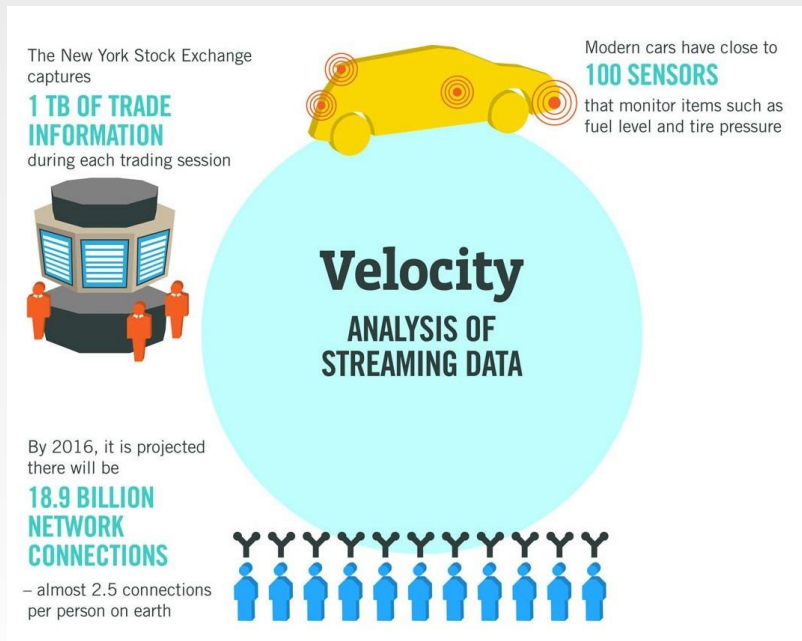 The New York Stock Exchange
captures
1 TB OF TRADE
INFORMATION
during each trading session
Modern cars have close to
100 SENSORS
that monitor items such as
fuel level and tire pressure
Velocity
ANALYSIS OF
STREAMING DATA
By 2016, it is projected
there will be
18.9 BILLION
NETWORK
CONNECTIONS
– almost 2.5 connections
per person on earth